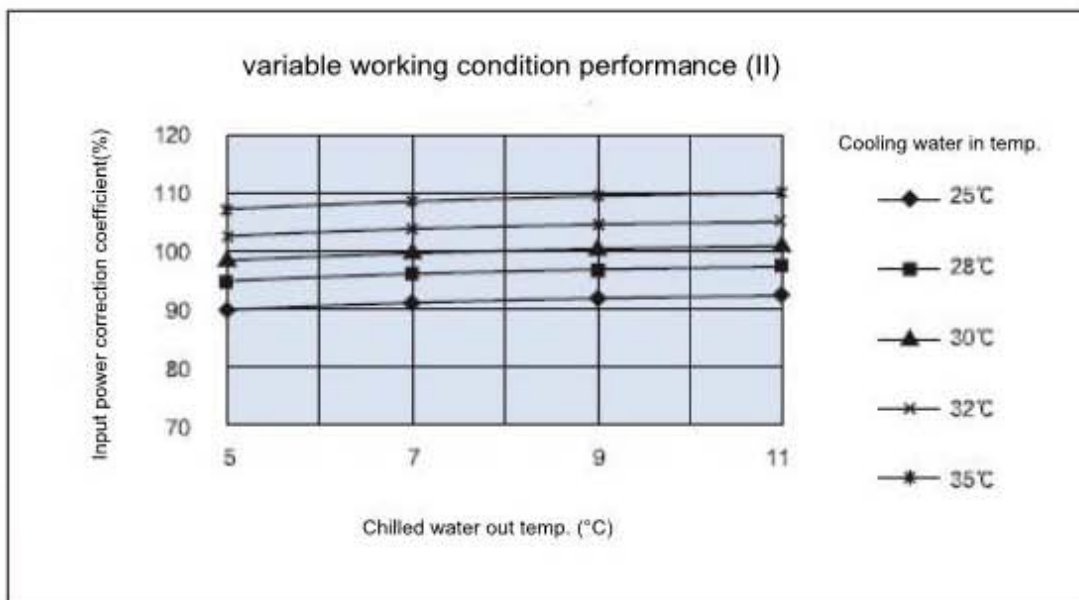 variable working condition performance (II)
Input power correction coefficient(%)
120
110
100
90
80
70
5 7 9 11
Chilled water out temp. (°C)
Cooling water in temp.
25℃
28℃
30℃
32℃
35℃